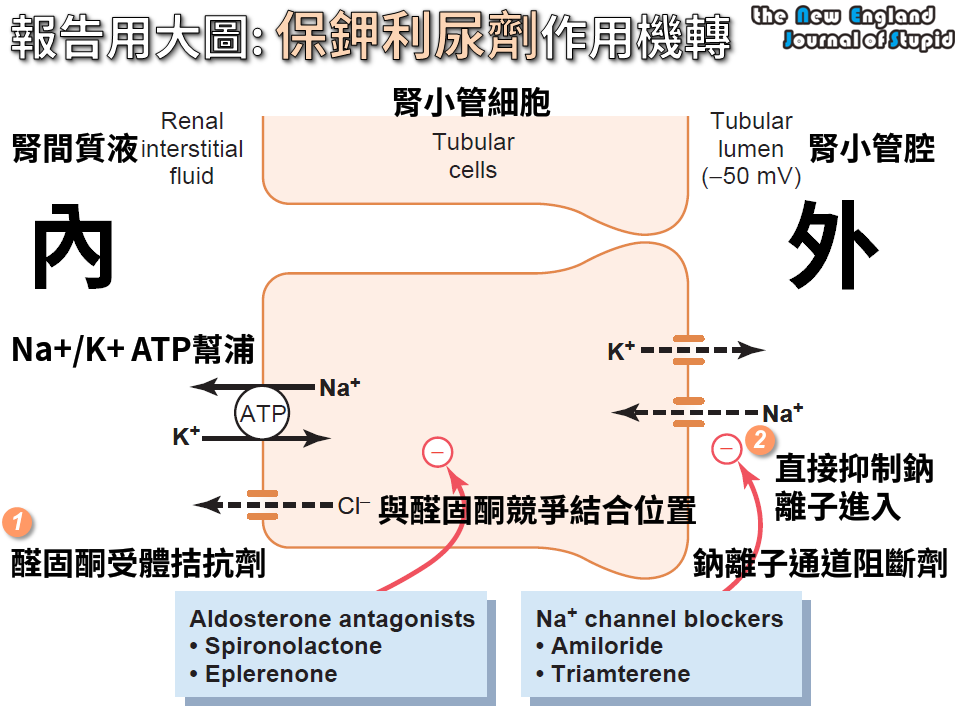 報告用大圖: 保鉀利尿劑作用機轉
the New England
Journal of Stupid
腎小管細胞
Tubular
cells
腎間質液
Renal
interstitial
fluid
Tubular
lumen
(–50 mV)
腎小管腔
內
外
Na+/K+ ATP幫浦
Na⁺
ATP
K⁺
Cl⁻
K⁺
Na⁺
–
–
1
醛固酮受體拮抗劑
與醛固酮競爭結合位置
2
直接抑制鈉
離子進入
鈉離子通道阻斷劑
Aldosterone antagonists
• Spironolactone
• Eplerenone
Na⁺ channel blockers
• Amiloride
• Triamterene